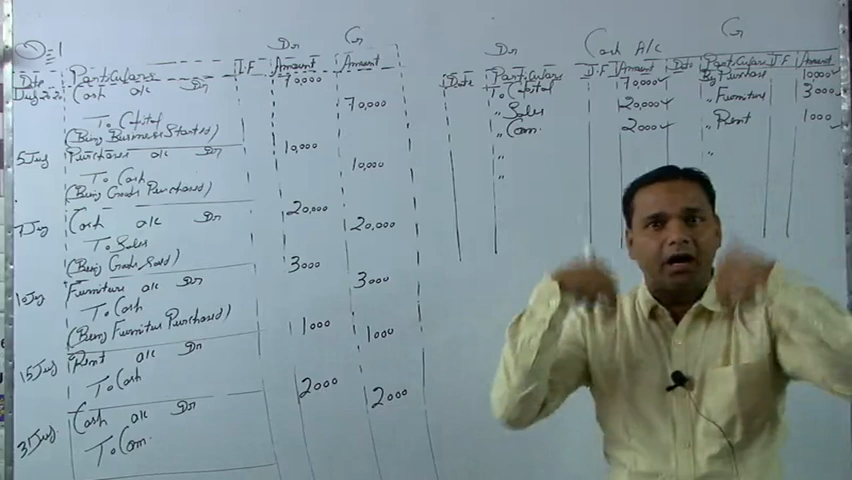 Q=1
Dr Cr
Date Particulars J.F Amount Amount
Cash a/c Dr 70,000
To Capital 70,000
(Being Business Started)
5 July Purchases a/c Dr 10,000
To Cash 10,000
(Being Goods Purchased)
7 July Cash a/c Dr 20,000
To Sales 20,000
(Being Goods Sold)
10 July Furniture a/c Dr 3000
To Cash 3000
(Being Furniture Purchased)
15 July Rent a/c Dr 1000
To Cash 1000
31 July Cash a/c Dr 2000
To Com. 2000
Dr Cash A/c Cr
Date Particulars J.F Amount Date Particulars J.F Amount
To Capital 70,000 By Purchase 10000
" Sales 20,000 " Furniture 3000
" Com. 2000 " Rent 1000
" "
"